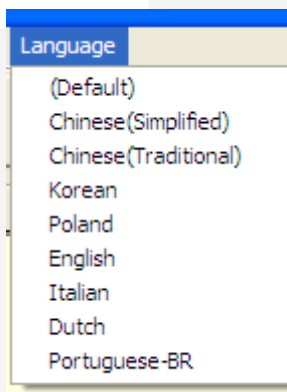 Language
(Default)
Chinese(Simplified)
Chinese(Traditional)
Korean
Poland
English
Italian
Dutch
Portuguese-BR